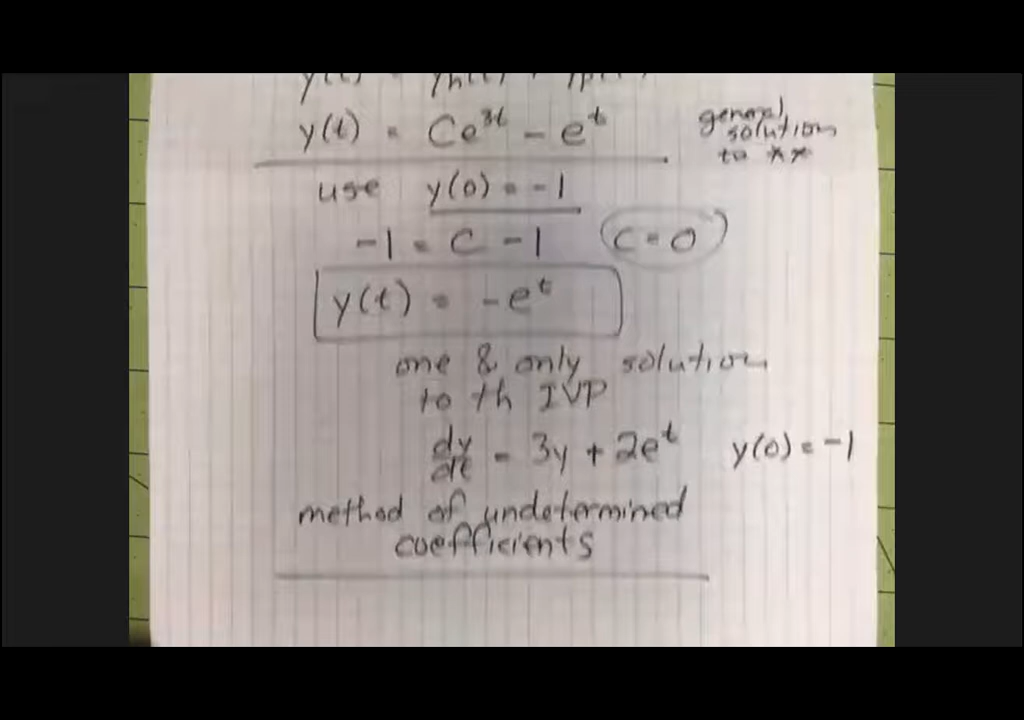 y(t) = Ce^{3t} - e^t
general solution to **
use y(0) = -1
-1 = C - 1
C = 0
y(t) = -e^t
one & only solution
to th IVP
dy/dt = 3y + 2e^t y(0) = -1
method of undetermined
coefficients